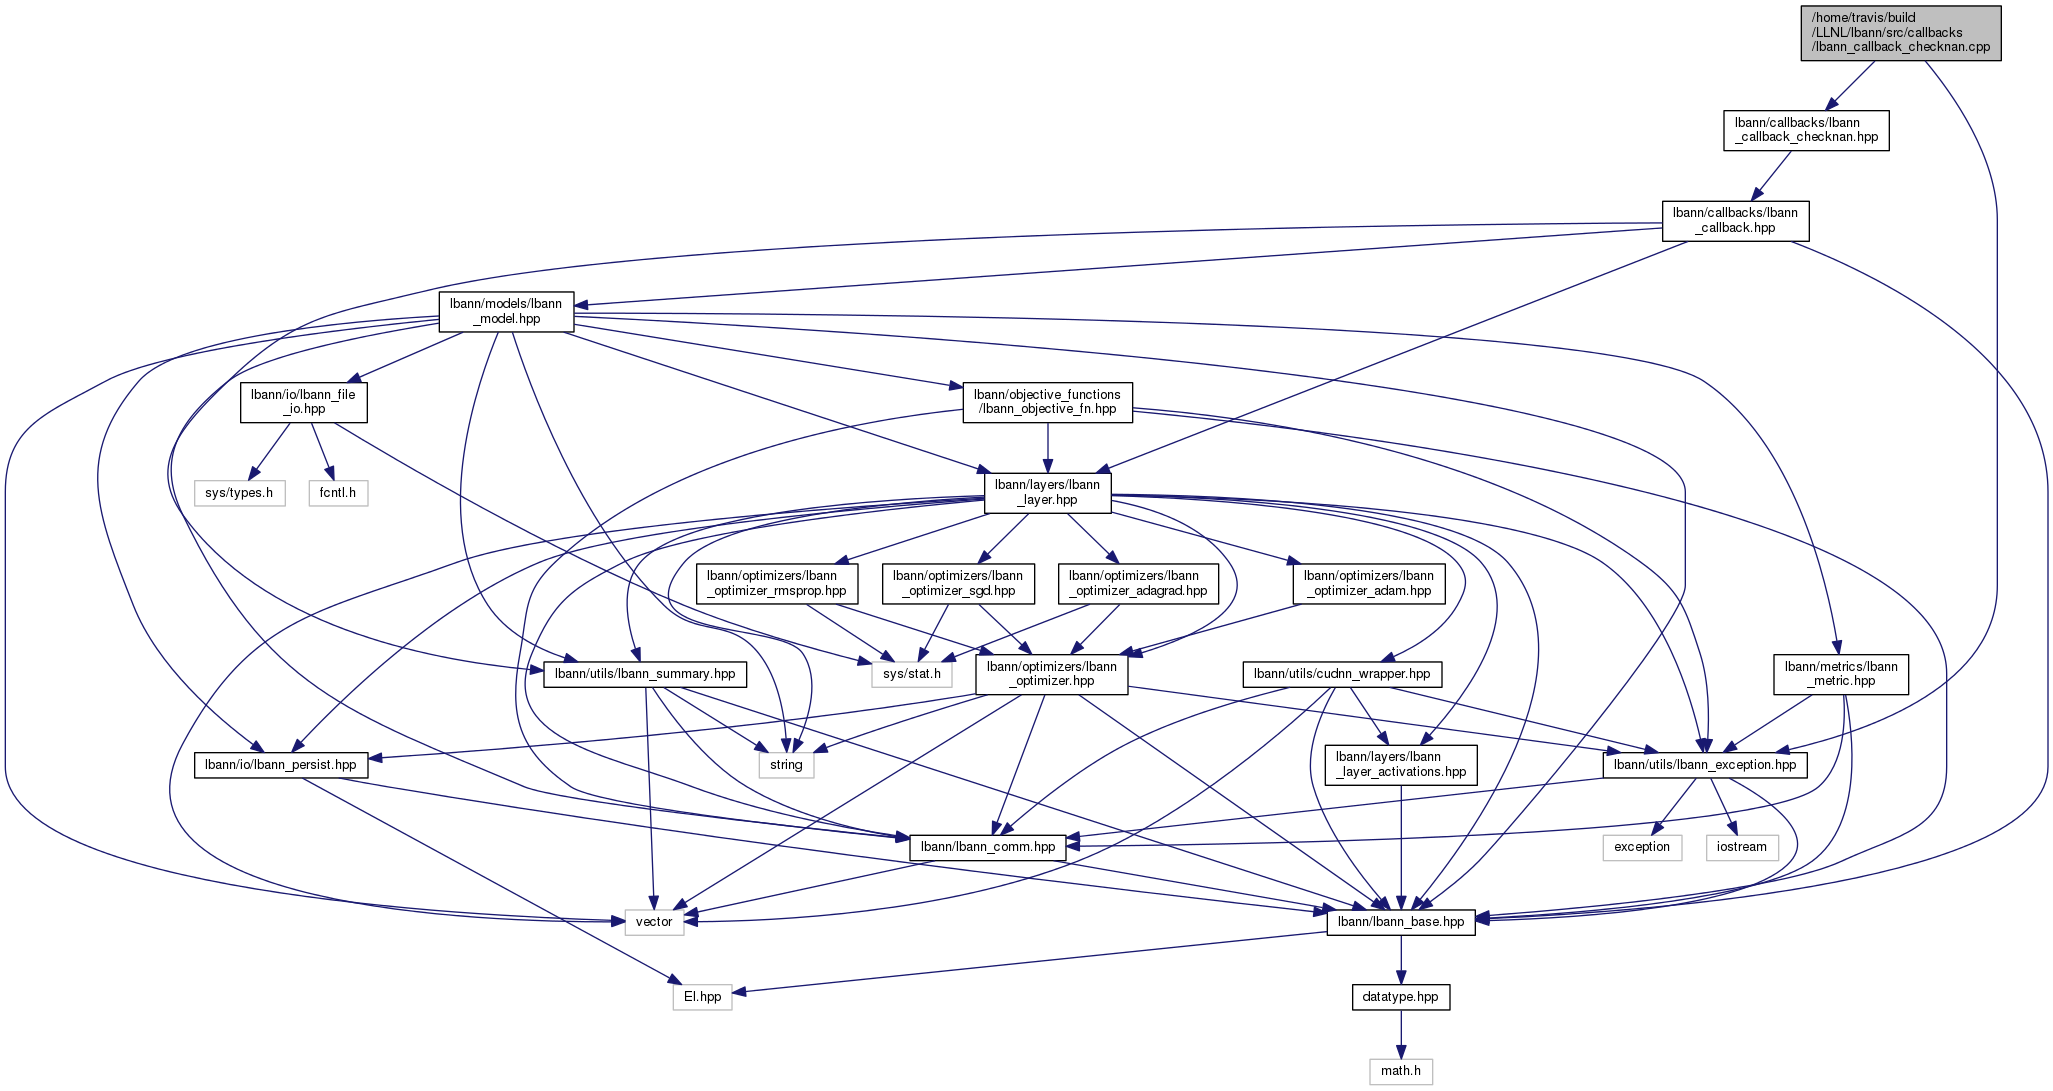 /home/travis/build
/LLNL/lbann/src/callbacks
/lbann_callback_checknan.cpp
lbann/callbacks/lbann
_callback_checknan.hpp
lbann/callbacks/lbann
_callback.hpp
lbann/models/lbann
_model.hpp
lbann/io/lbann_file
_io.hpp
lbann/objective_functions
/lbann_objective_fn.hpp
sys/types.h
fcntl.h
lbann/layers/lbann
_layer.hpp
lbann/optimizers/lbann
_optimizer_rmsprop.hpp
lbann/optimizers/lbann
_optimizer_sgd.hpp
lbann/optimizers/lbann
_optimizer_adagrad.hpp
lbann/optimizers/lbann
_optimizer_adam.hpp
lbann/utils/lbann_summary.hpp
sys/stat.h
lbann/optimizers/lbann
_optimizer.hpp
lbann/utils/cudnn_wrapper.hpp
lbann/metrics/lbann
_metric.hpp
lbann/io/lbann_persist.hpp
string
lbann/layers/lbann
_layer_activations.hpp
lbann/utils/lbann_exception.hpp
lbann/lbann_comm.hpp
exception
iostream
vector
lbann/lbann_base.hpp
El.hpp
datatype.hpp
math.h